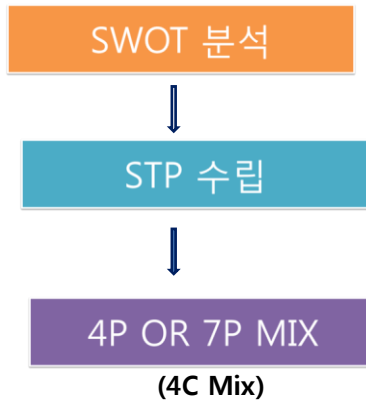 SWOT 분석
STP 수립
4P OR 7P MIX
(4C Mix)